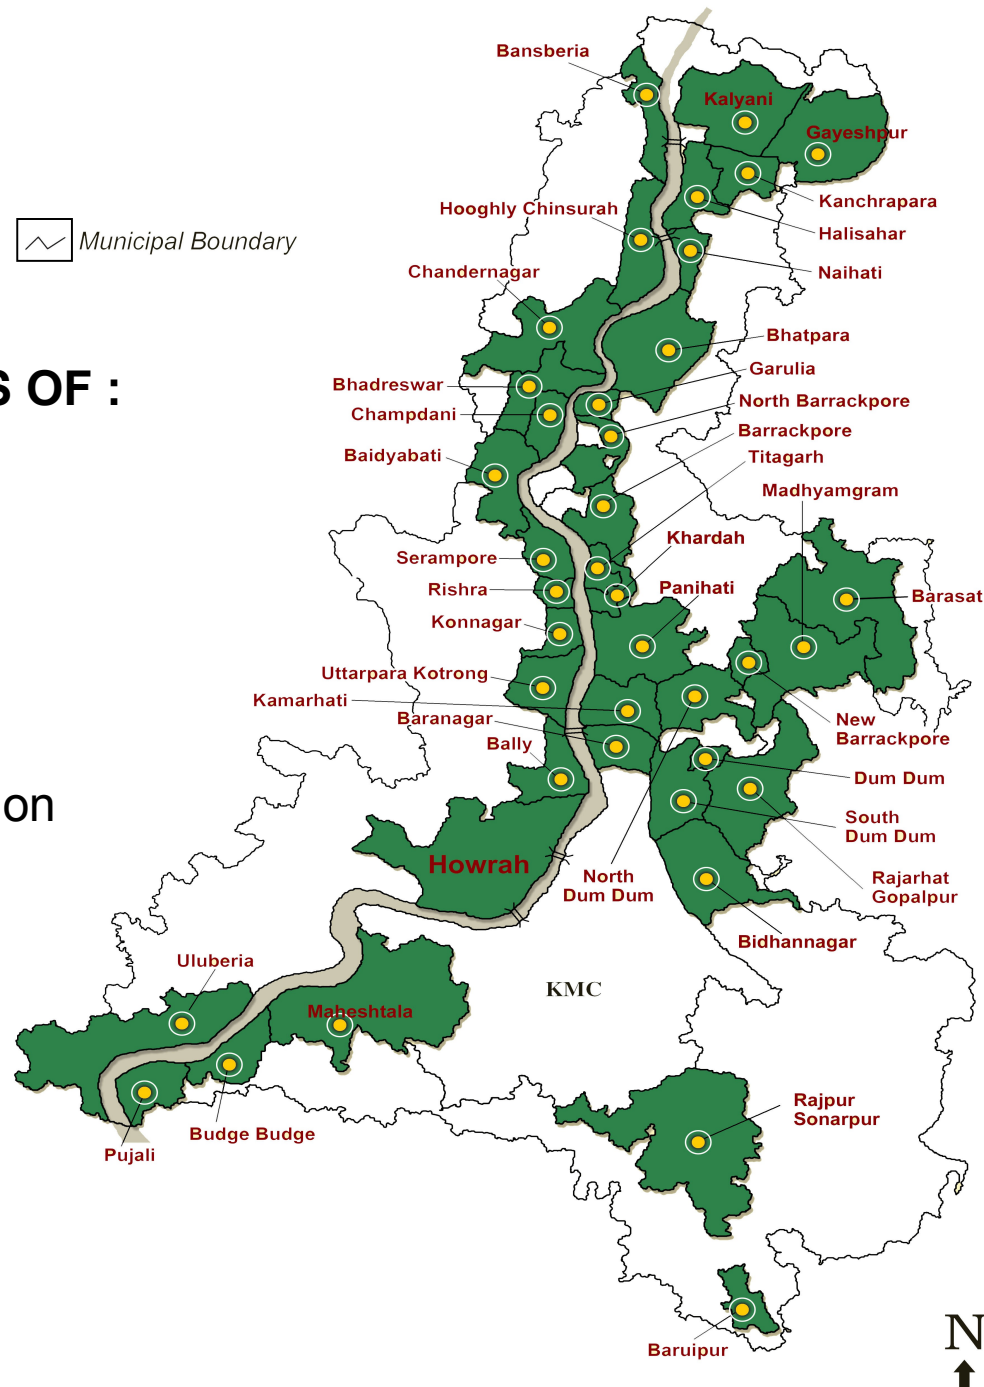 Bansberia
Kalyani
Gayeshpur
Kanchrapara
Hooghly Chinsurah
Halisahar
Municipal Boundary
Naihati
Chandernagar
Bhatpara
Garulia
S OF :
Bhadreswar
North Barrackpore
Champdani
Barrackpore
Baidyabati
Titagarh
Madhyamgram
Khardah
Serampore
Rishra
Panihati
Barasat
Konnagar
Uttarpara Kotrong
Kamarhati
Baranagar
New
Barrackpore
Bally
Dum Dum
on
South
Dum Dum
Howrah
North
Dum Dum
Rajarhat
Gopalpur
Bidhannagar
Uluberia
KMC
Maheshtala
Rajpur
Sonarpur
Budge Budge
Pujali
Baruipur
N